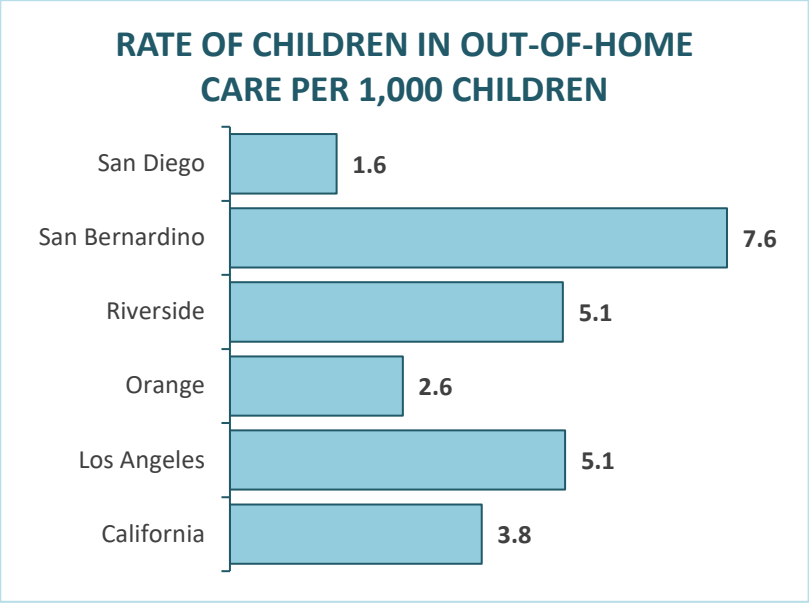 RATE OF CHILDREN IN OUT-OF-HOME
CARE PER 1,000 CHILDREN
San Diego 1.6
San Bernardino 7.6
Riverside 5.1
Orange 2.6
Los Angeles 5.1
California 3.8